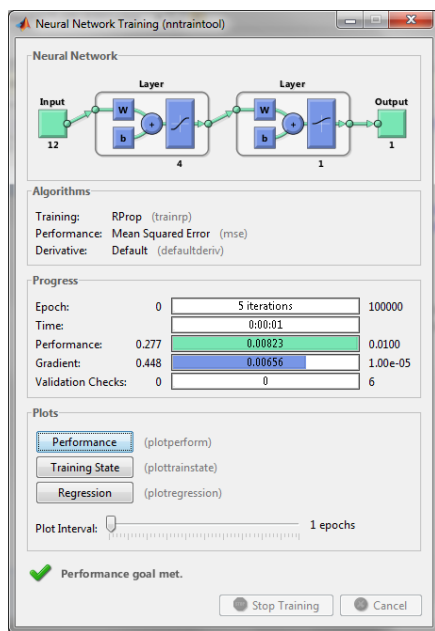 Neural Network Training (nntraintool)
Neural Network
Layer
Layer
Input
Output
W
W
+
+
b
b
12
4
1
1
Algorithms
Training: RProp (trainrp)
Performance: Mean Squared Error (mse)
Derivative: Default (defaultderiv)
Progress
Epoch: 0 5 iterations 100000
Time: 0:00:01
Performance: 0.277 0.00823 0.0100
Gradient: 0.448 0.00656 1.00e-05
Validation Checks: 0 0 6
Plots
Performance (plotperform)
Training State (plottrainstate)
Regression (plotregression)
Plot Interval: 1 epochs
Performance goal met.
Stop Training Cancel